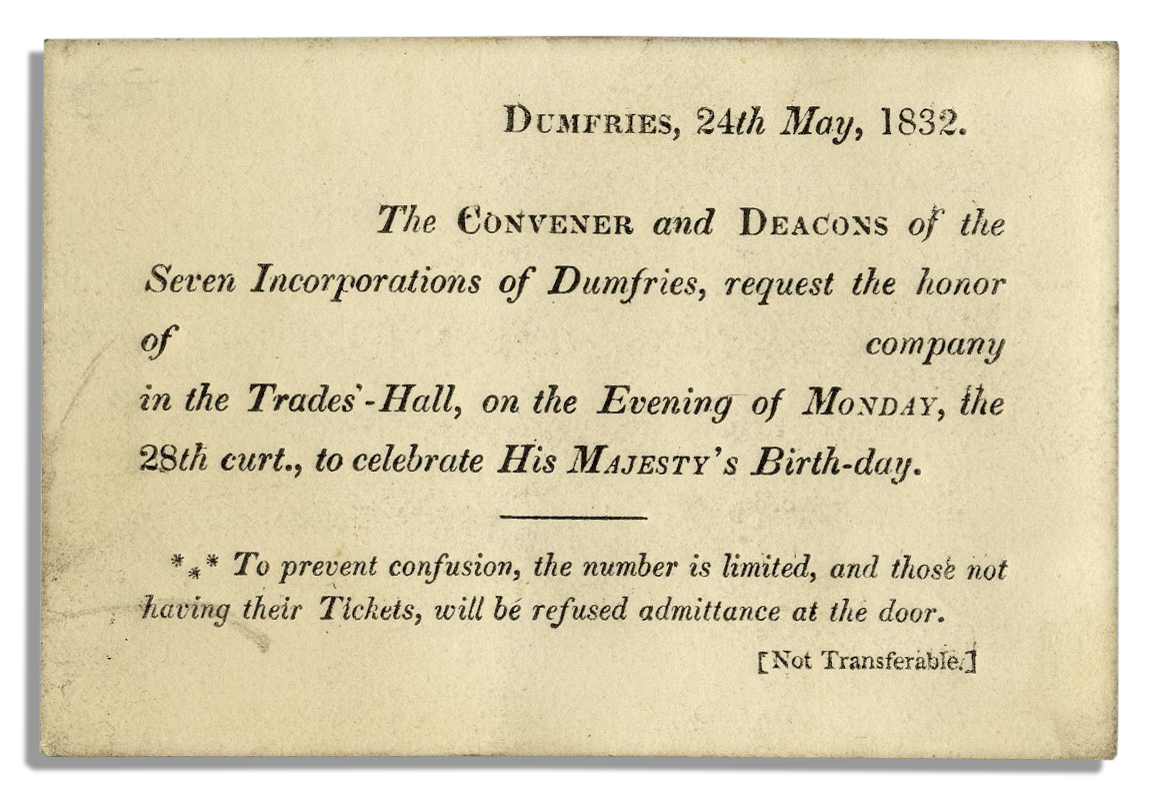 DUMFRIES, 24th May, 1832.
The CONVENER and DEACONS of the
Seven Incorporations of Dumfries, request the honor
of company
in the Trades'-Hall, on the Evening of MONDAY, the
28th curt., to celebrate His MAJESTY's Birth-day.
*⁎* To prevent confusion, the number is limited, and those not
having their Tickets, will be refused admittance at the door.
[Not Transferable.]